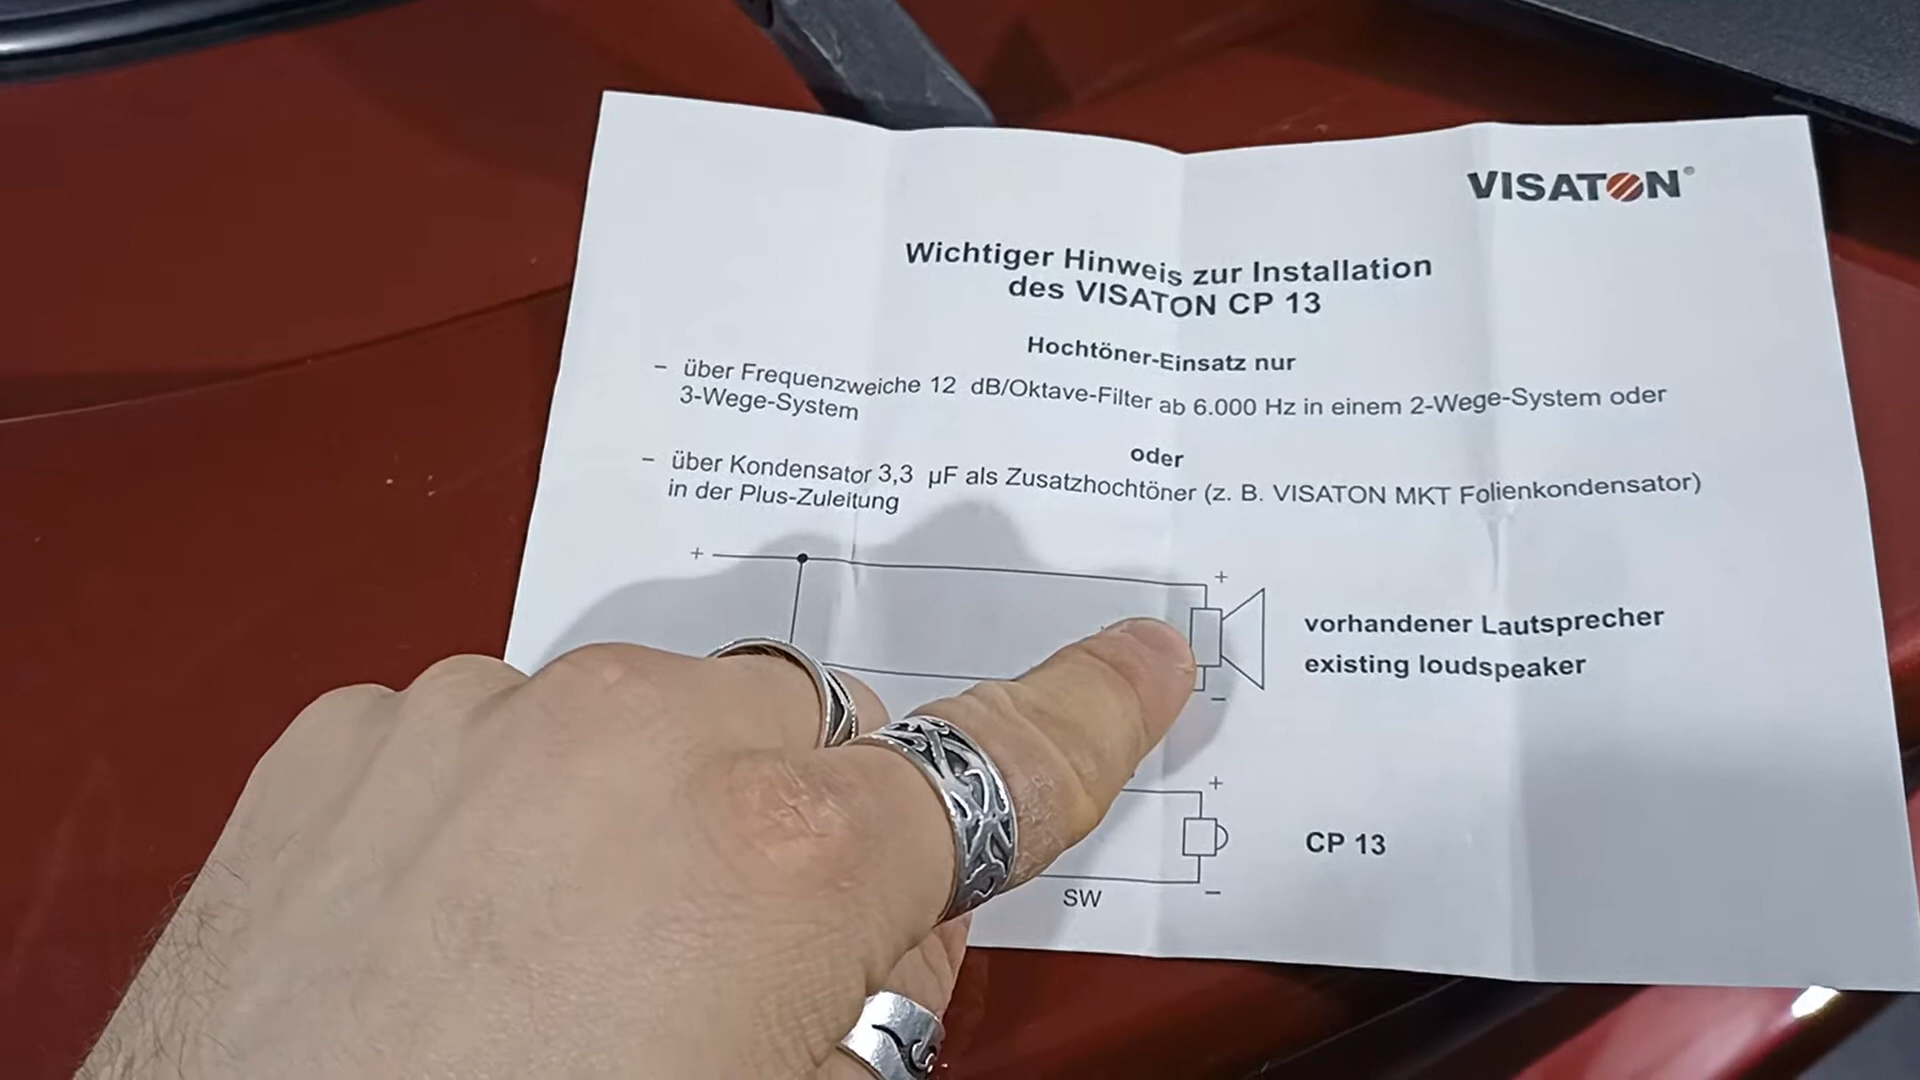 VISATON®
Wichtiger Hinweis zur Installation
des VISATON CP 13
Hochtöner-Einsatz nur
– über Frequenzweiche 12 dB/Oktave-Filter ab 6.000 Hz in einem 2-Wege-System oder
3-Wege-System
oder
– über Kondensator 3,3 µF als Zusatzhochtöner (z. B. VISATON MKT Folienkondensator)
in der Plus-Zuleitung
+
+
vorhandener Lautsprecher
existing loudspeaker
–
+
CP 13
SW
–